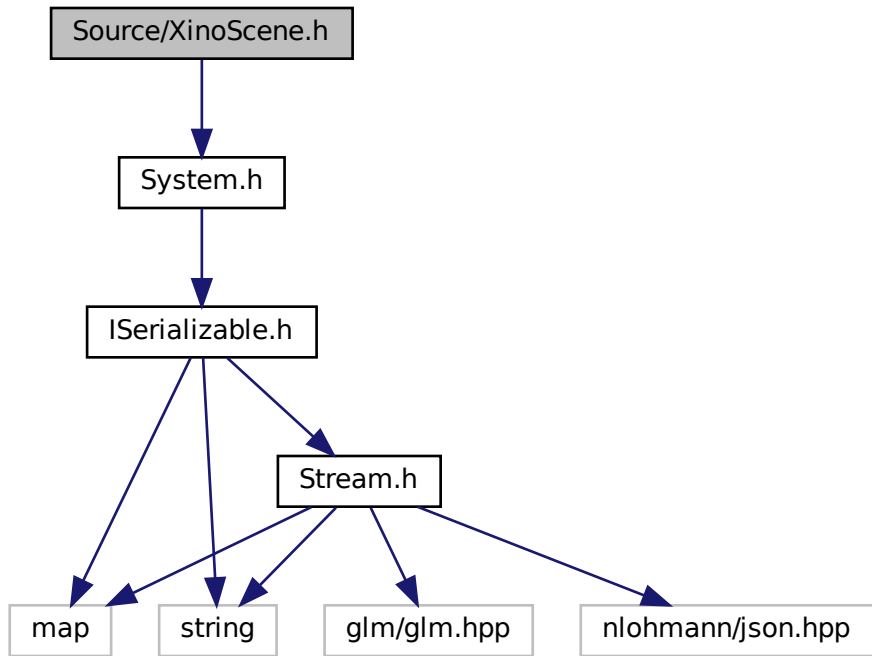 Source/XinoScene.h
System.h
ISerializable.h
Stream.h
map
string
glm/glm.hpp
nlohmann/json.hpp